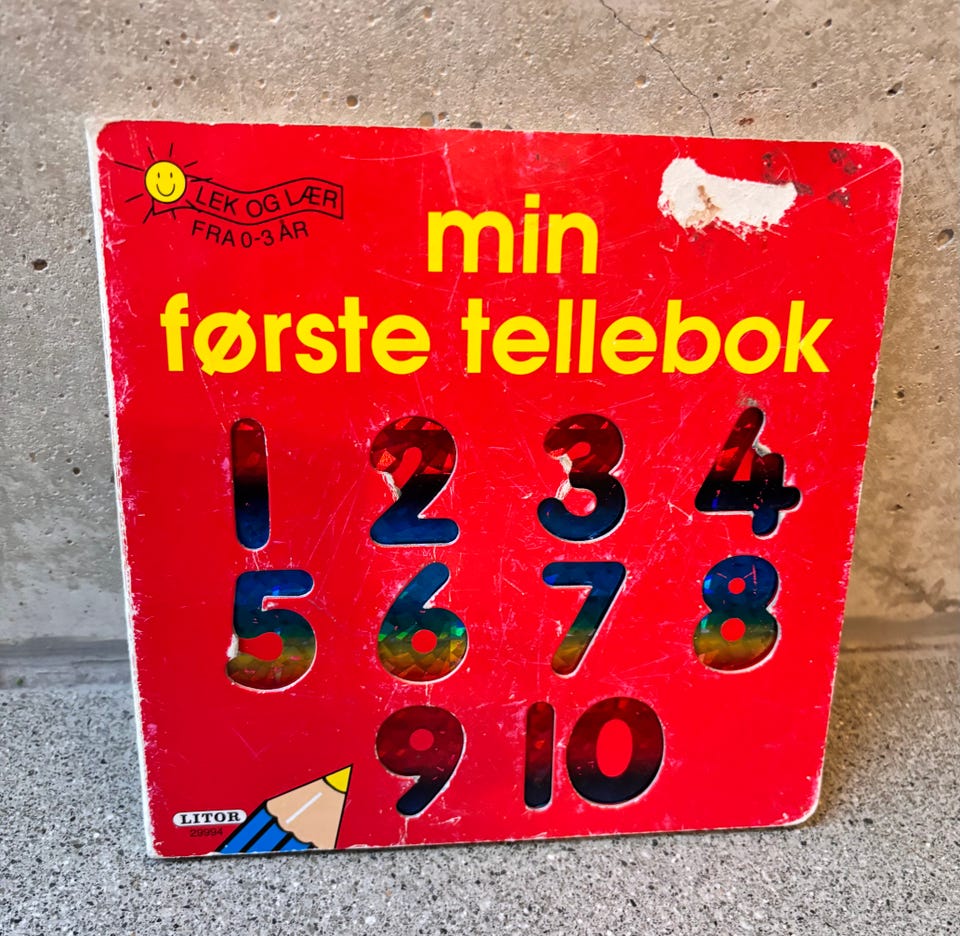 LEK OG LÆR
FRA 0-3 ÅR
min
første tellebok
1 2 3 4
5 6 7 8
9 10
LITOR
29994